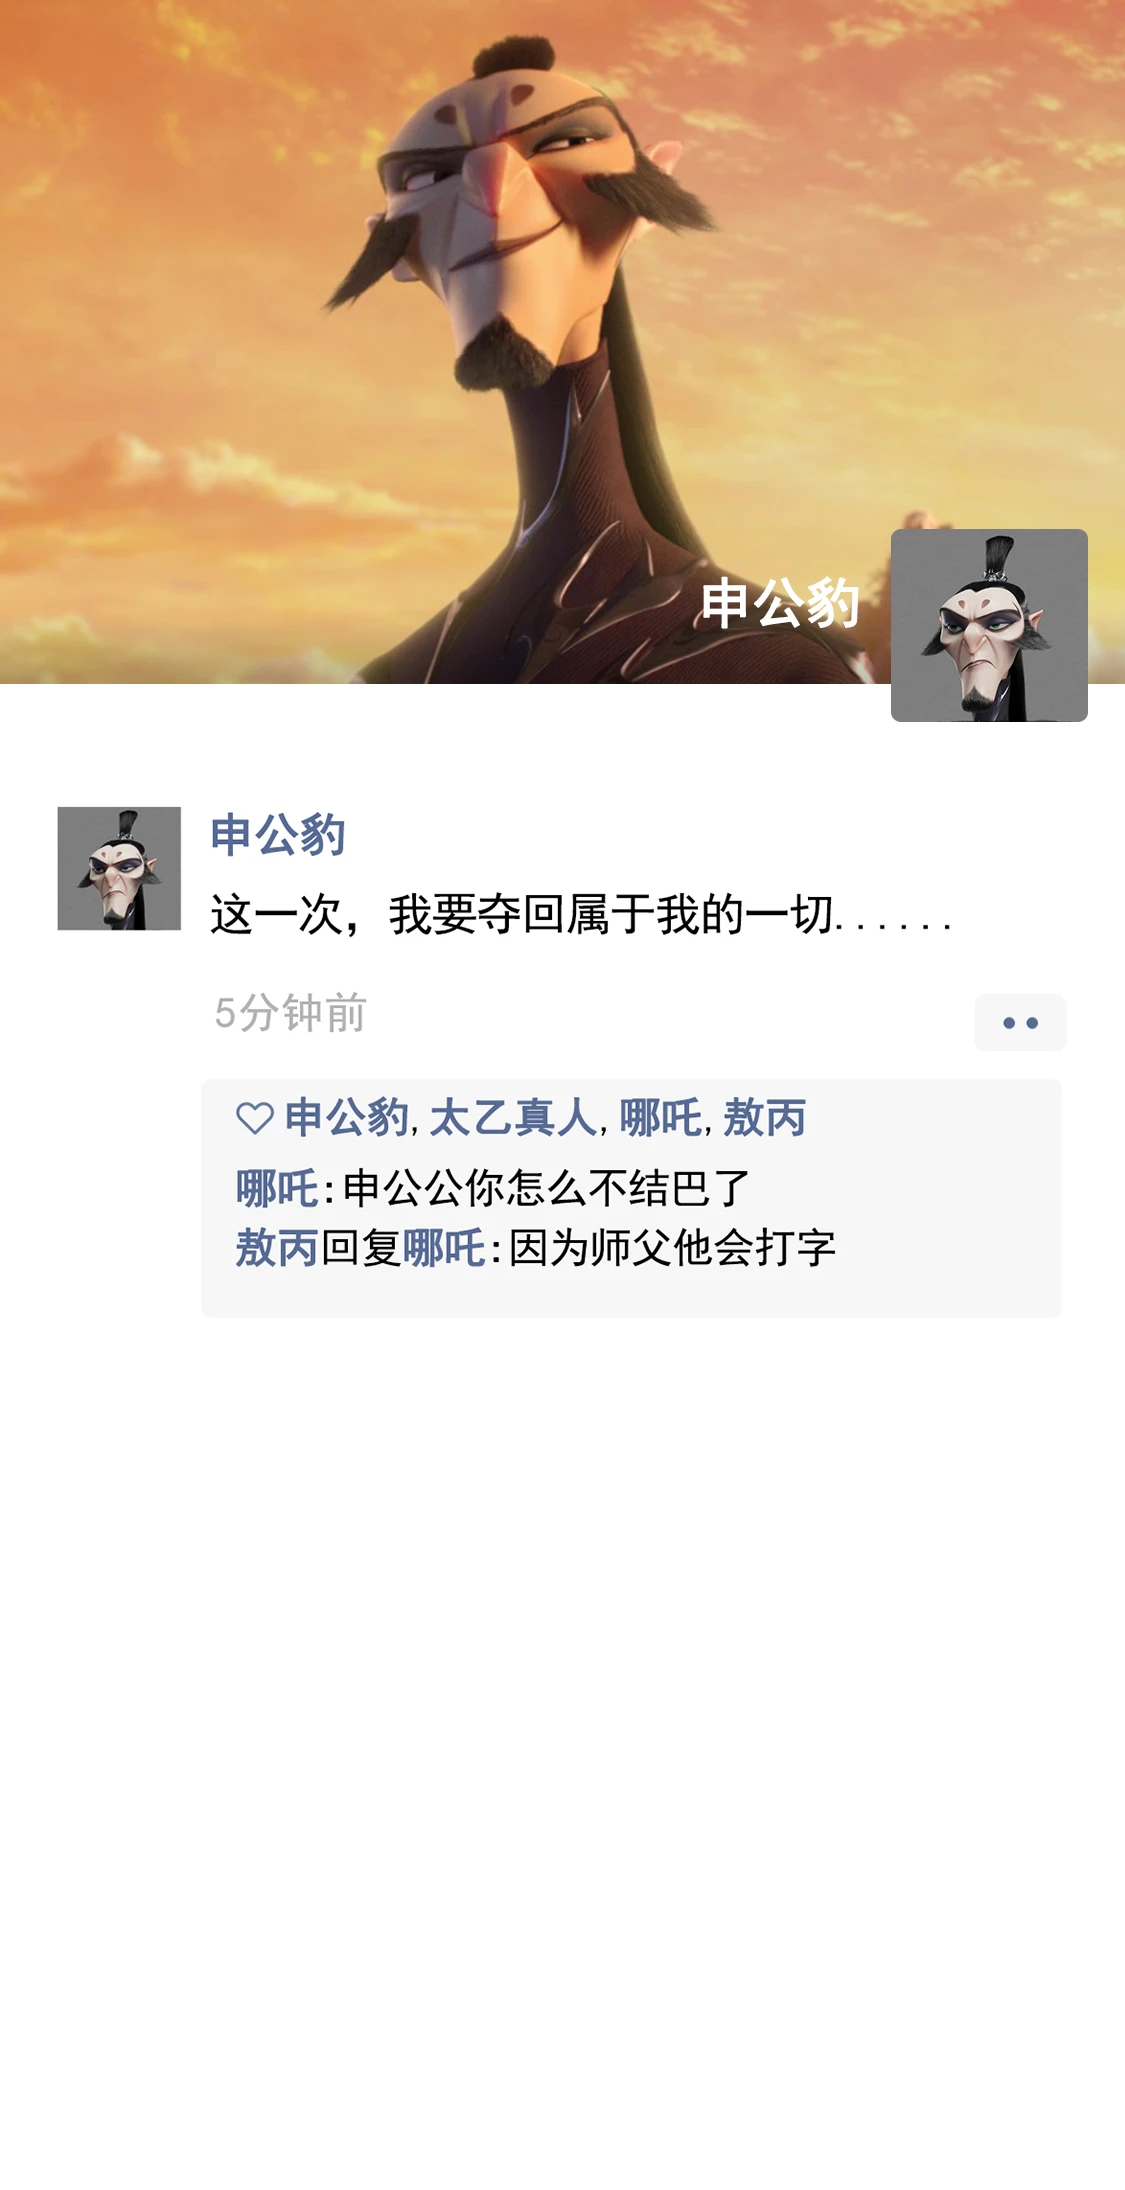 申公豹
申公豹
这一次，我要夺回属于我的一切......
5分钟前
申公豹,太乙真人,哪吒,敖丙
哪吒:申公公你怎么不结巴了
敖丙回复哪吒:因为师父他会打字